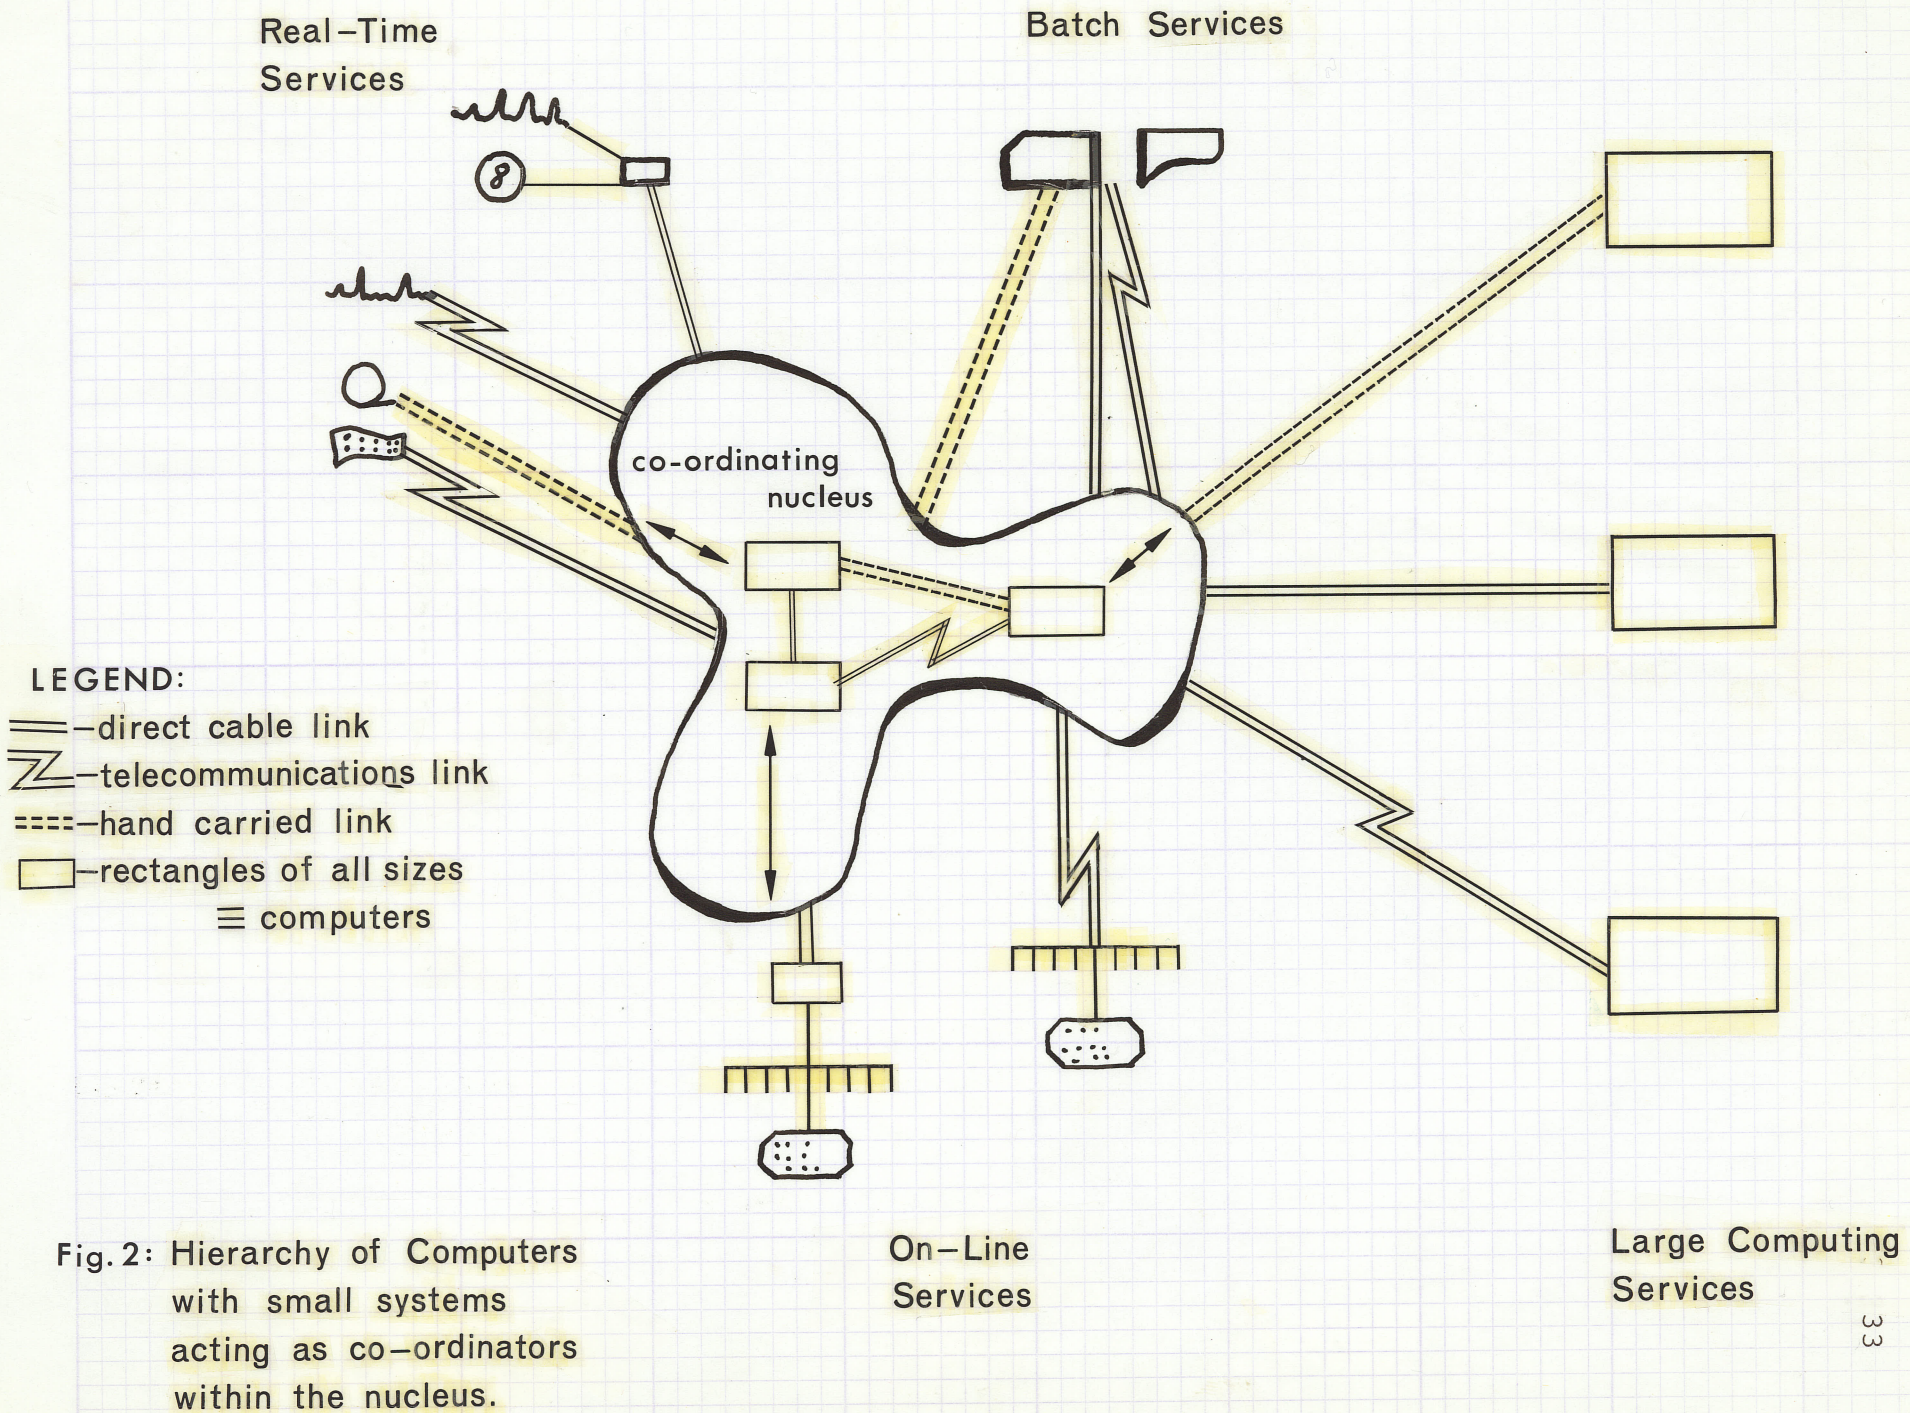 Real-Time
Services
Batch Services
8
co-ordinating
nucleus
LEGEND:
=–direct cable link
–telecommunications link
====–hand carried link
–rectangles of all sizes
≡ computers
Fig. 2: Hierarchy of Computers
with small systems
acting as co-ordinators
within the nucleus.
On-Line
Services
Large Computing
Services
33